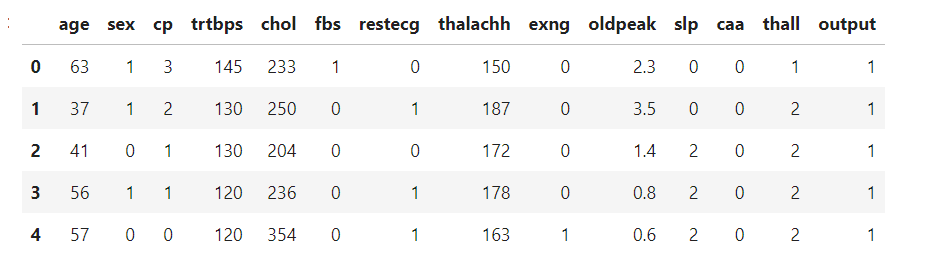 age sex cp trtbps chol fbs restecg thalachh exng oldpeak slp caa thall output
0 63 1 3 145 233 1 0 150 0 2.3 0 0 1 1
1 37 1 2 130 250 0 1 187 0 3.5 0 0 2 1
2 41 0 1 130 204 0 0 172 0 1.4 2 0 2 1
3 56 1 1 120 236 0 1 178 0 0.8 2 0 2 1
4 57 0 0 120 354 0 1 163 1 0.6 2 0 2 1